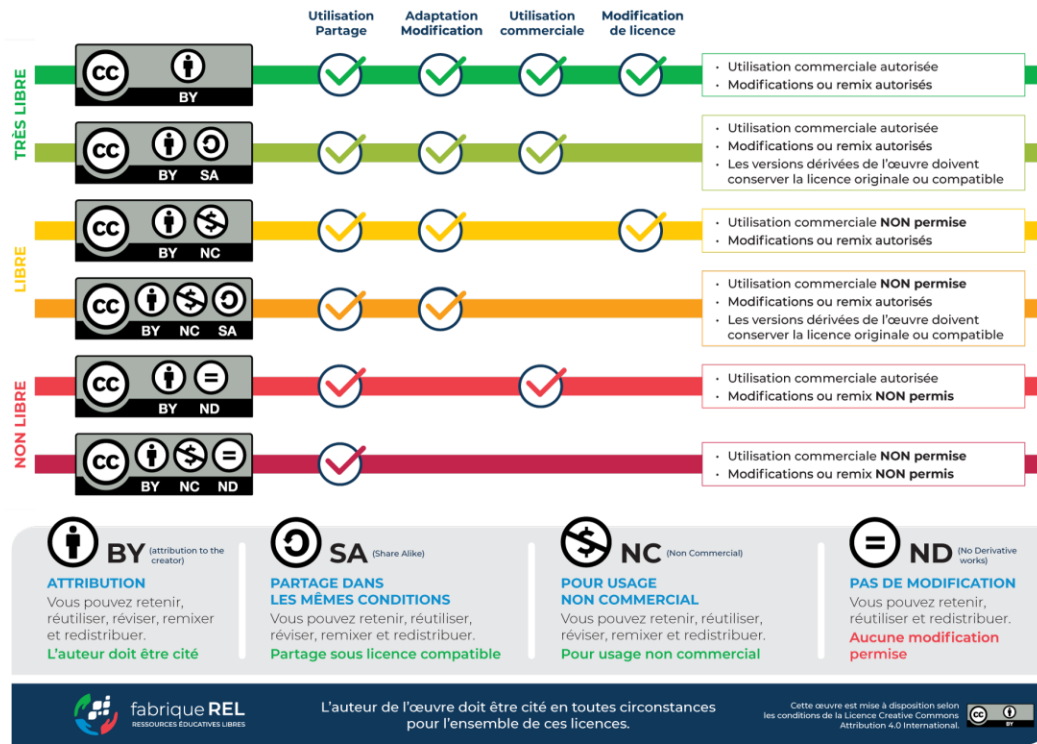 Utilisation
Partage
Adaptation
Modification
Utilisation
commerciale
Modification
de licence
TRÈS LIBRE
cc
BY
· Utilisation commerciale autorisée
· Modifications ou remix autorisés
cc
BY SA
· Utilisation commerciale autorisée
· Modifications ou remix autorisés
· Les versions dérivées de l'œuvre doivent
conserver la licence originale ou compatible
LIBRE
cc
BY NC
· Utilisation commerciale NON permise
· Modifications ou remix autorisés
cc
BY NC SA
· Utilisation commerciale NON permise
· Modifications ou remix autorisés
· Les versions dérivées de l'œuvre doivent
conserver la licence originale ou compatible
NON LIBRE
cc
BY ND
· Utilisation commerciale autorisée
· Modifications ou remix NON permis
cc
BY NC ND
· Utilisation commerciale NON permise
· Modifications ou remix NON permis
BY (attribution to the
creator)
ATTRIBUTION
Vous pouvez retenir,
réutiliser, réviser, remixer
et redistribuer.
L'auteur doit être cité
SA (Share Alike)
PARTAGE DANS
LES MÊMES CONDITIONS
Vous pouvez retenir, réutiliser,
réviser, remixer et redistribuer.
Partage sous licence compatible
NC (Non Commercial)
POUR USAGE
NON COMMERCIAL
Vous pouvez retenir, réutiliser,
réviser, remixer et redistribuer.
Pour usage non commercial
ND (No Derivative
works)
PAS DE MODIFICATION
Vous pouvez retenir,
réutiliser et redistribuer.
Aucune modification
permise
fabrique REL
RESSOURCES ÉDUCATIVES LIBRES
L'auteur de l'œuvre doit être cité en toutes circonstances
pour l'ensemble de ces licences.
Cette œuvre est mise à disposition selon
les conditions de la Licence Creative Commons
Attribution 4.0 International.
cc
BY